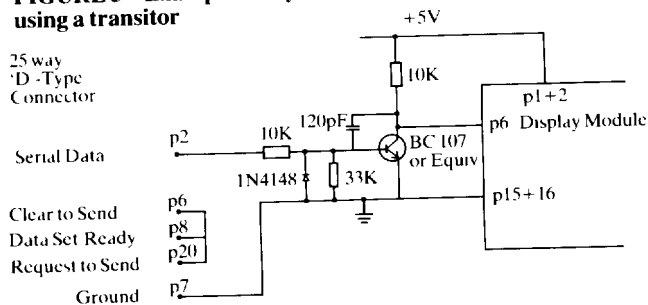 using a transitor
+5V
25 way
'D -Type
Connector
10K
p1+2
120pF
p6 Display Module
p2
10K
BC 107
or Equiv
Serial Data
1N4148
33K
p6
p15+16
Clear to Send
p8
Data Set Ready
p20
Request to Send
p7
Ground